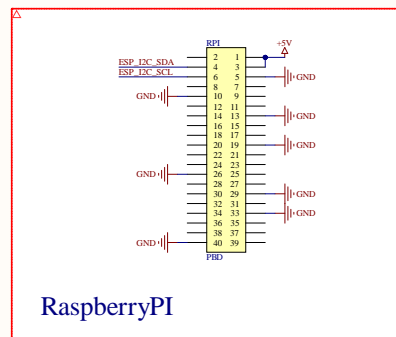 RPI
+5V
2 1
ESP_I2C_SDA 4 3
ESP_I2C_SCL 6 5 GND
8 7
GND 10 9
12 11
14 13 GND
16 15
18 17
20 19 GND
22 21
24 23
GND 26 25
28 27
30 29 GND
32 31
34 33 GND
36 35
38 37
GND 40 39
PBD
RaspberryPI